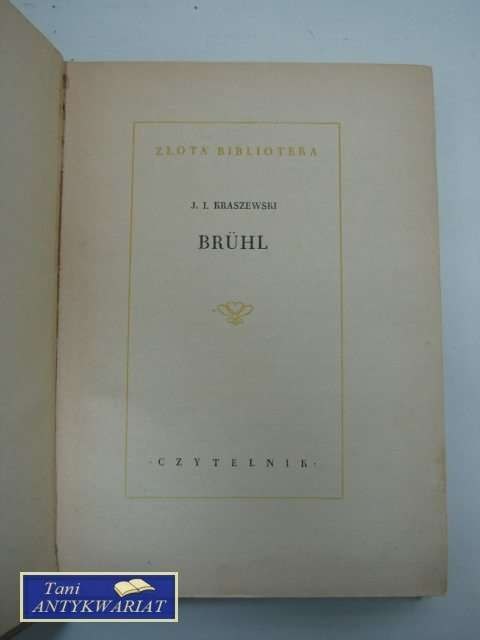 ZŁOTA BIBLIOTEKA
J. I. KRASZEWSKI
BRÜHL
·CZYTELNIK·
Tani
ANTYKWARIAT